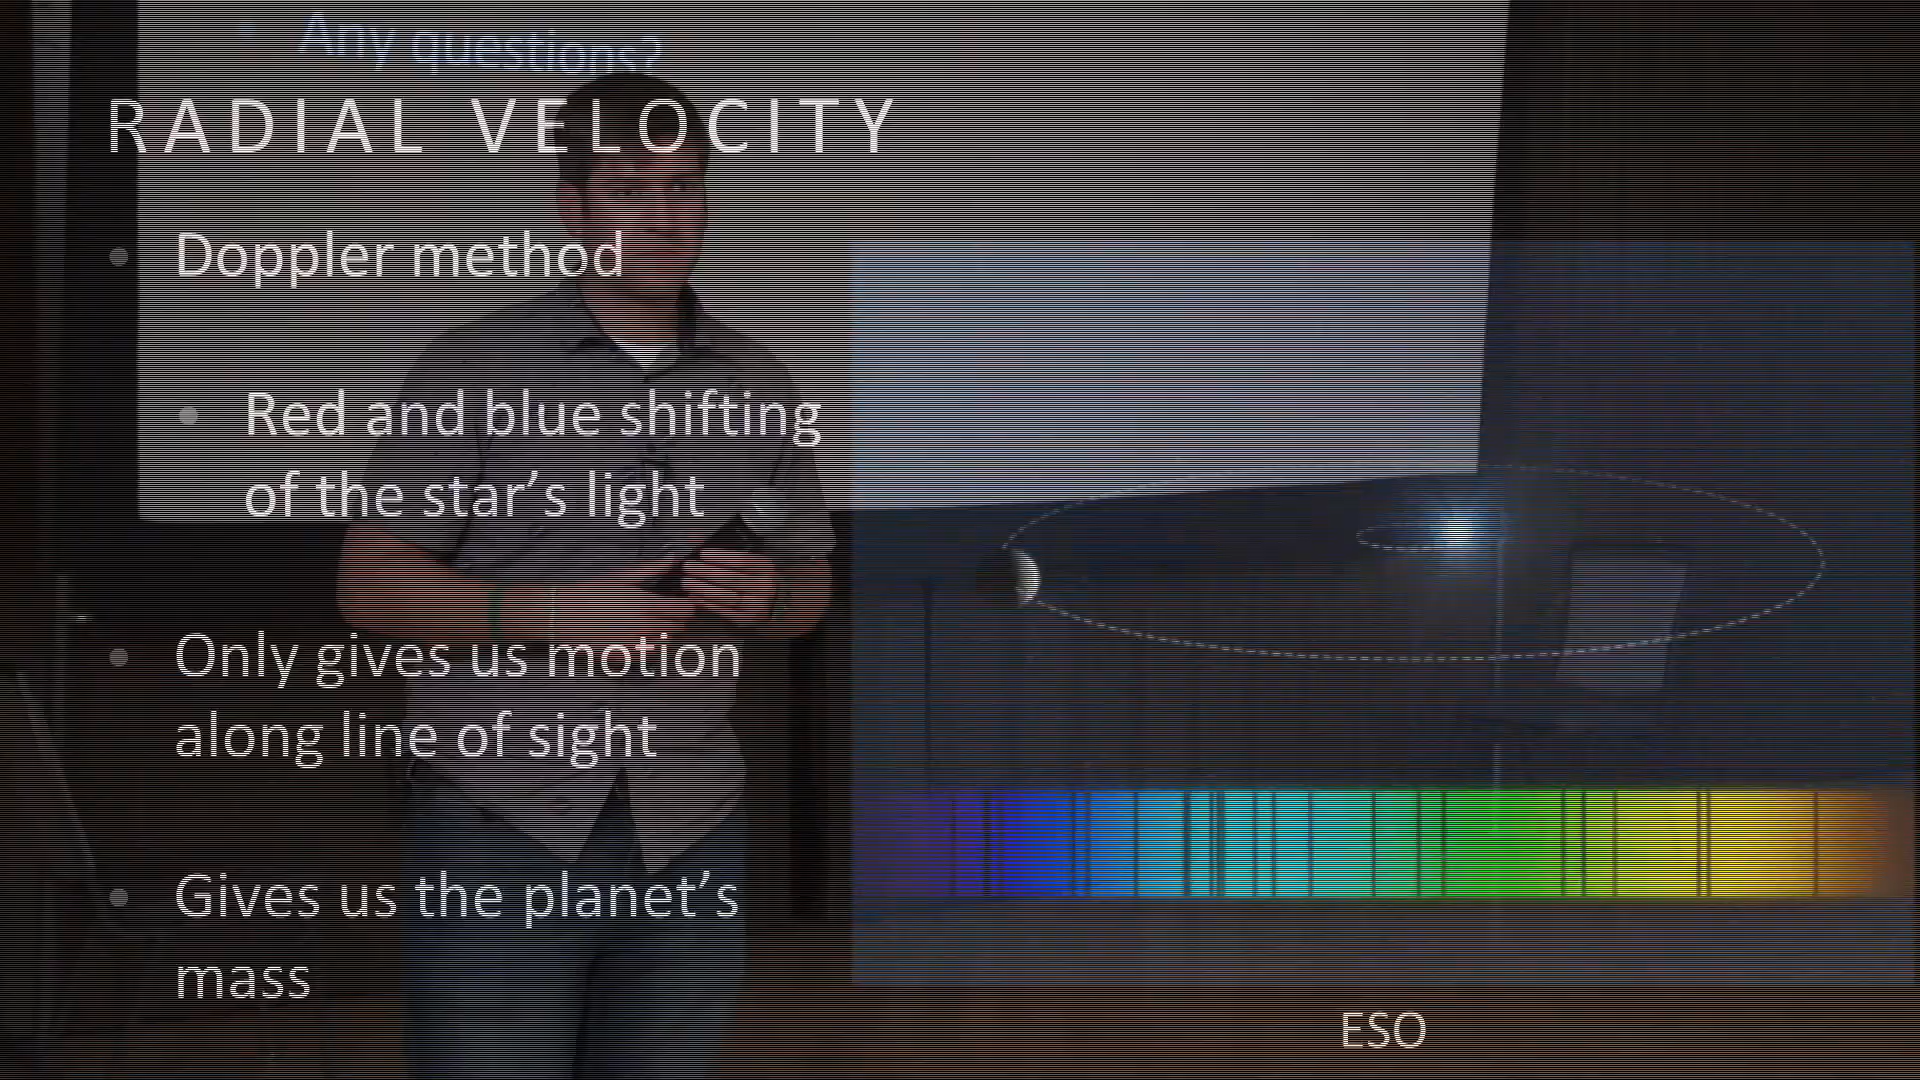 Any questions?
RADIAL VELOCITY
Doppler method
Red and blue shifting
of the star’s light
Only gives us motion
along line of sight
Gives us the planet’s
mass
ESO